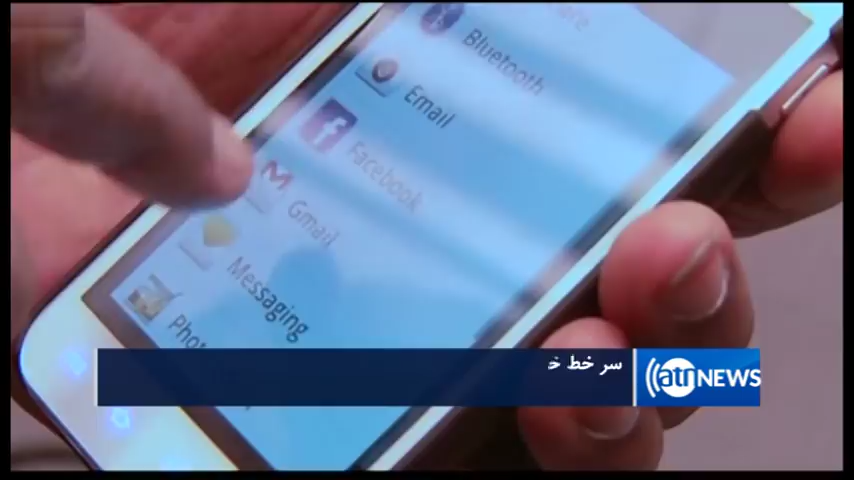 Bluetooth
Email
Facebook
Gmail
Messaging
سر خط خ
atn NEWS